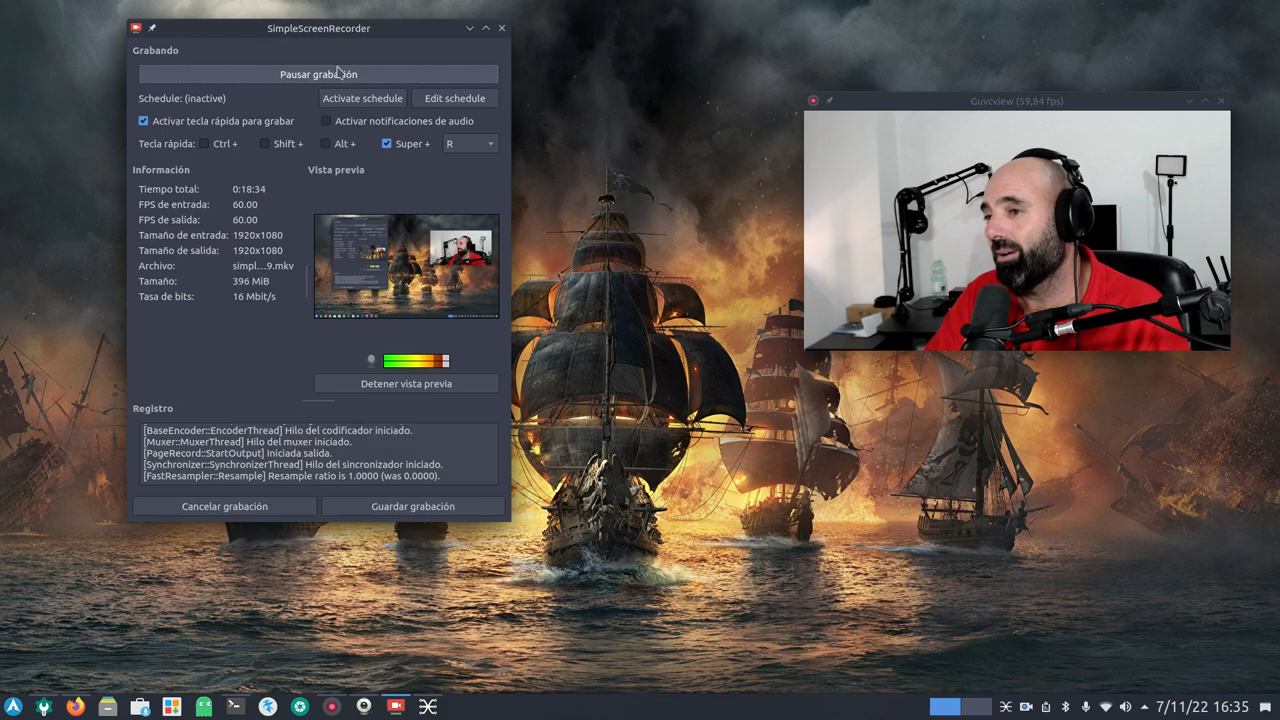 SimpleScreenRecorder
Grabando
Pausar grabación
Schedule: (inactive)
Activate schedule
Edit schedule
Activar tecla rápida para grabar
Activar notificaciones de audio
Tecla rápida:
Ctrl +
Shift +
Alt +
Super +
R
Información
Tiempo total: 0:18:34
FPS de entrada: 60.00
FPS de salida: 60.00
Tamaño de entrada: 1920x1080
Tamaño de salida: 1920x1080
Archivo: simpl...9.mkv
Tamaño: 396 MiB
Tasa de bits: 16 Mbit/s
Vista previa
Detener vista previa
Registro
[BaseEncoder::EncoderThread] Hilo del codificador iniciado.
[Muxer::MuxerThread] Hilo del muxer iniciado.
[PageRecord::StartOutput] Iniciada salida.
[Synchronizer::SynchronizerThread] Hilo del sincronizador iniciado.
[FastResampler::Resample] Resample ratio is 1.0000 (was 0.0000).
Cancelar grabación
Guardar grabación
Guvcview (59,84 fps)
7/11/22 16:35